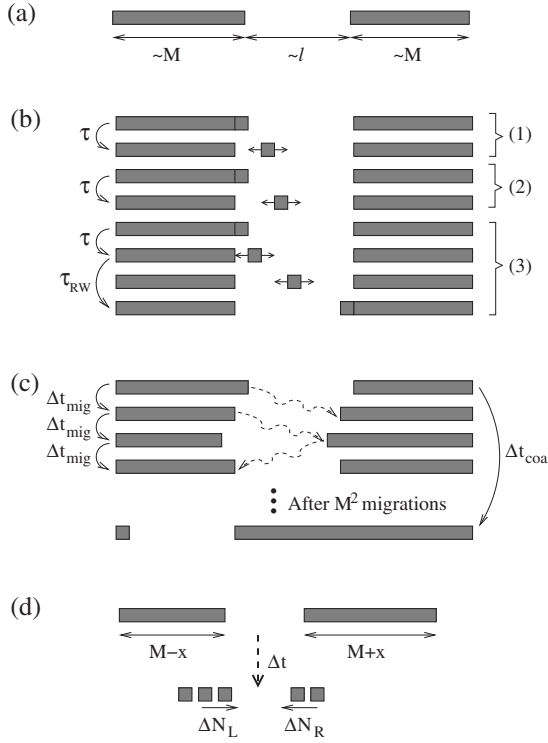 (a)
~M ~l ~M
(b)
τ (1)
τ (2)
τ (3)
τRW
(c)
Δtmig
Δtmig
Δtmig
Δtcoa
After M² migrations
(d)
M−x M+x
Δt
ΔNL ΔNR